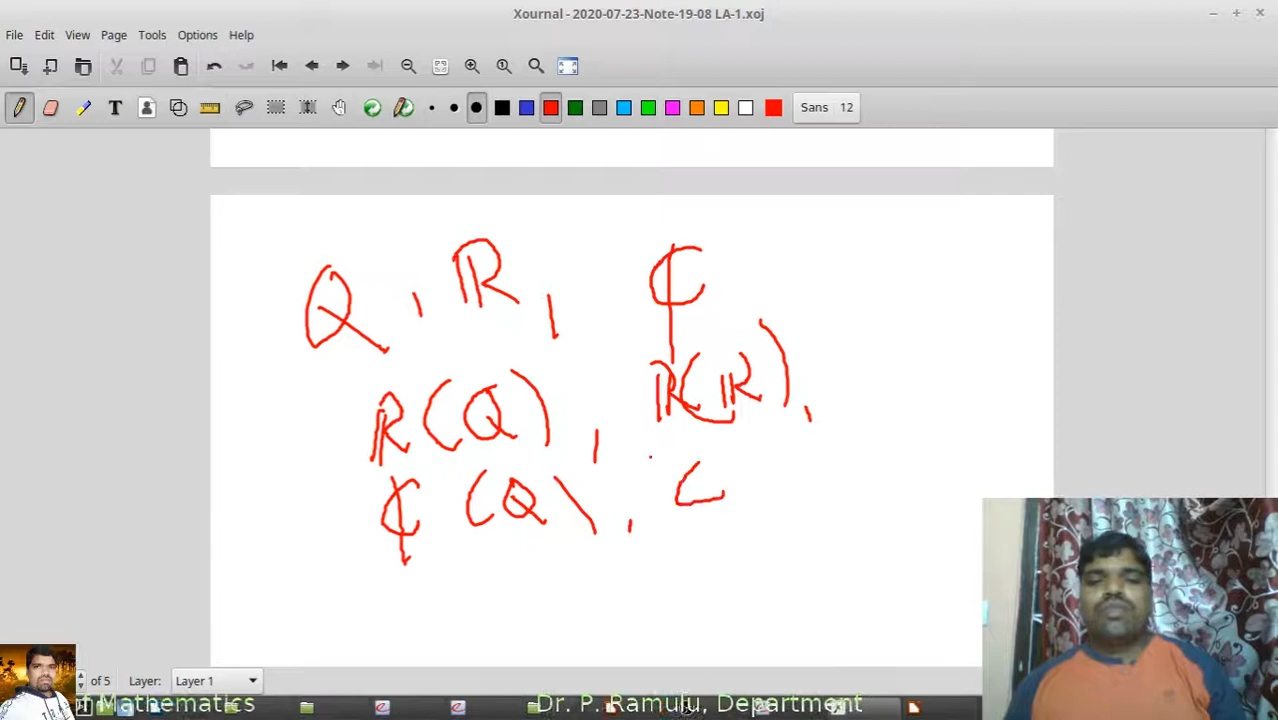 Xournal - 2020-07-23-Note-19-08 LA-1.xoj
File Edit View Page Tools Options Help
Sans 12
Q, ℝ, ℂ
ℝ(Q), ℝ(ℝ),
ℂ(Q), C
of 5 Layer: Layer 1
of Mathematics Dr. P. Ramulu, Department